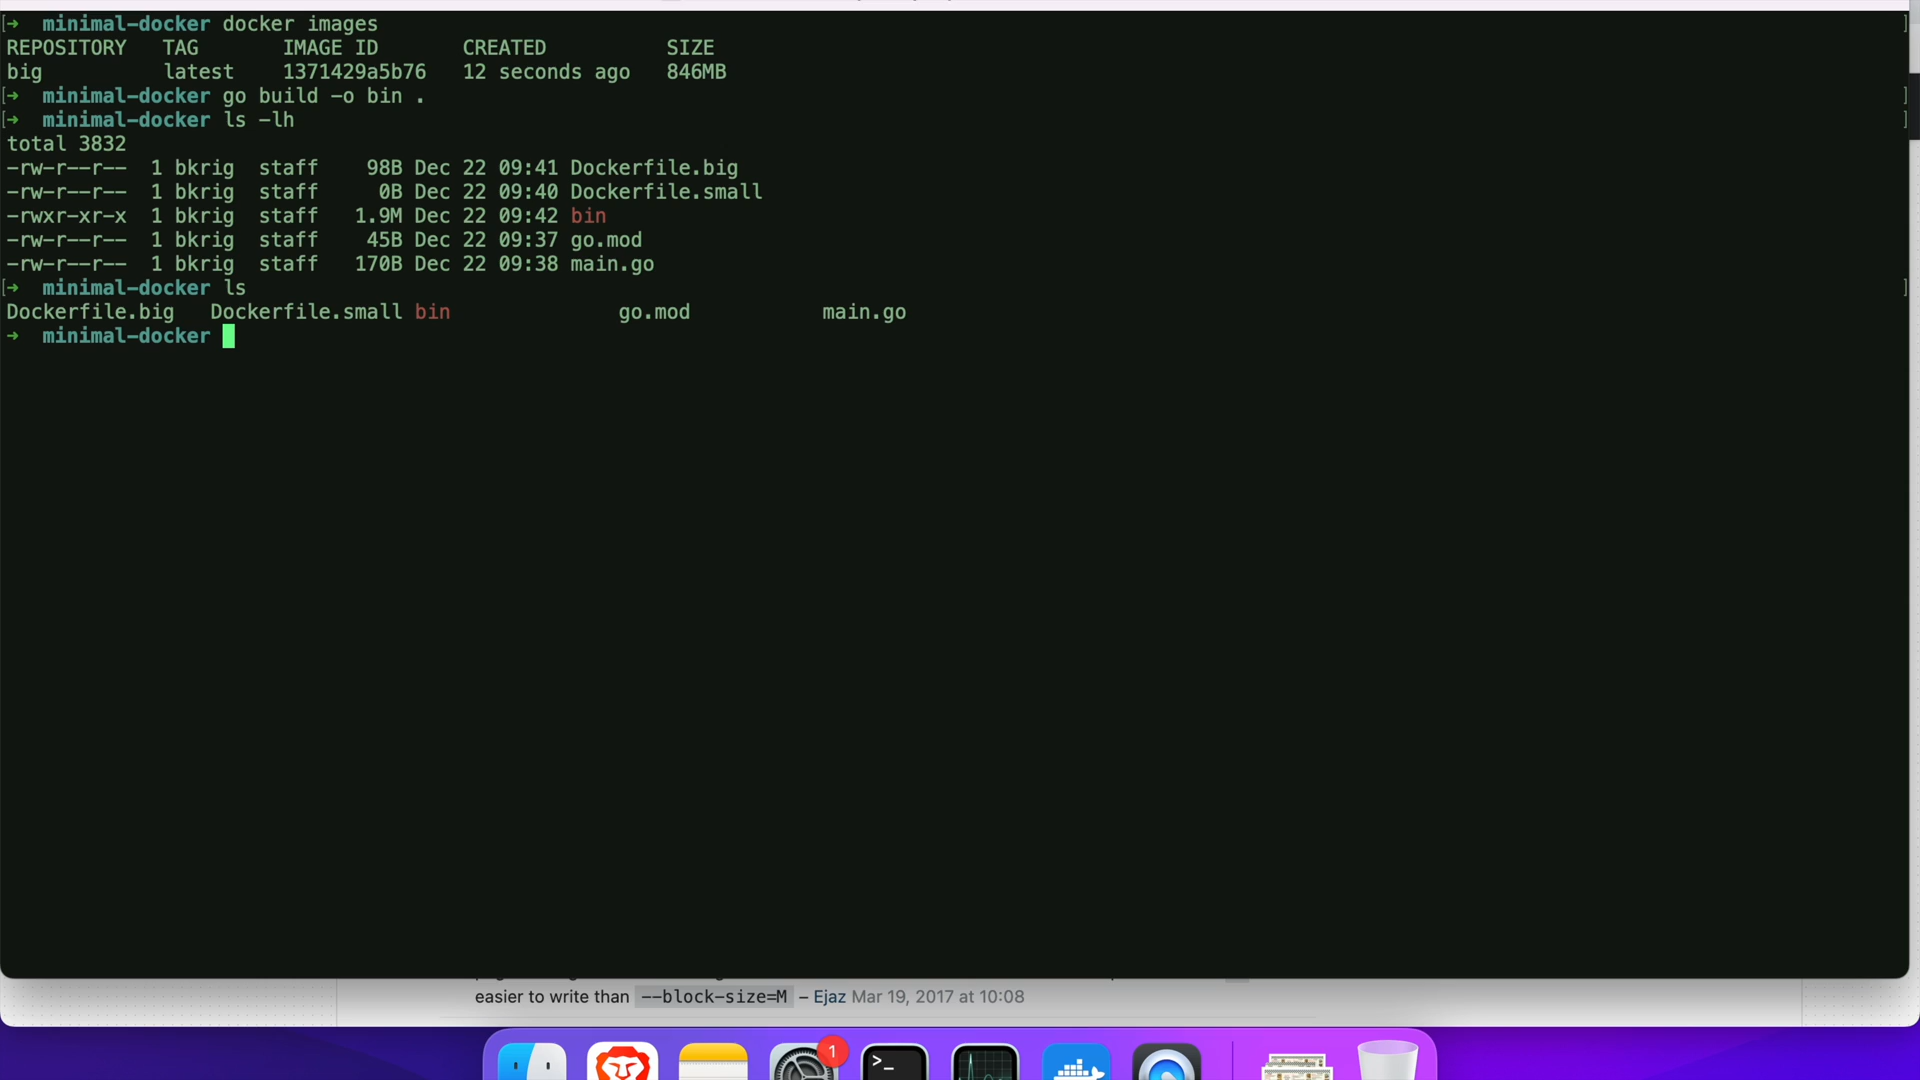 [→ minimal-docker docker images ]
REPOSITORY TAG IMAGE ID CREATED SIZE
big latest 1371429a5b76 12 seconds ago 846MB
[→ minimal-docker go build -o bin . ]
[→ minimal-docker ls -lh ]
total 3832
-rw-r--r-- 1 bkrig staff 98B Dec 22 09:41 Dockerfile.big
-rw-r--r-- 1 bkrig staff 0B Dec 22 09:40 Dockerfile.small
-rwxr-xr-x 1 bkrig staff 1.9M Dec 22 09:42 bin
-rw-r--r-- 1 bkrig staff 45B Dec 22 09:37 go.mod
-rw-r--r-- 1 bkrig staff 170B Dec 22 09:38 main.go
[→ minimal-docker ls ]
Dockerfile.big Dockerfile.small bin go.mod main.go
→ minimal-docker
easier to write than --block-size=M – Ejaz Mar 19, 2017 at 10:08
1
>_